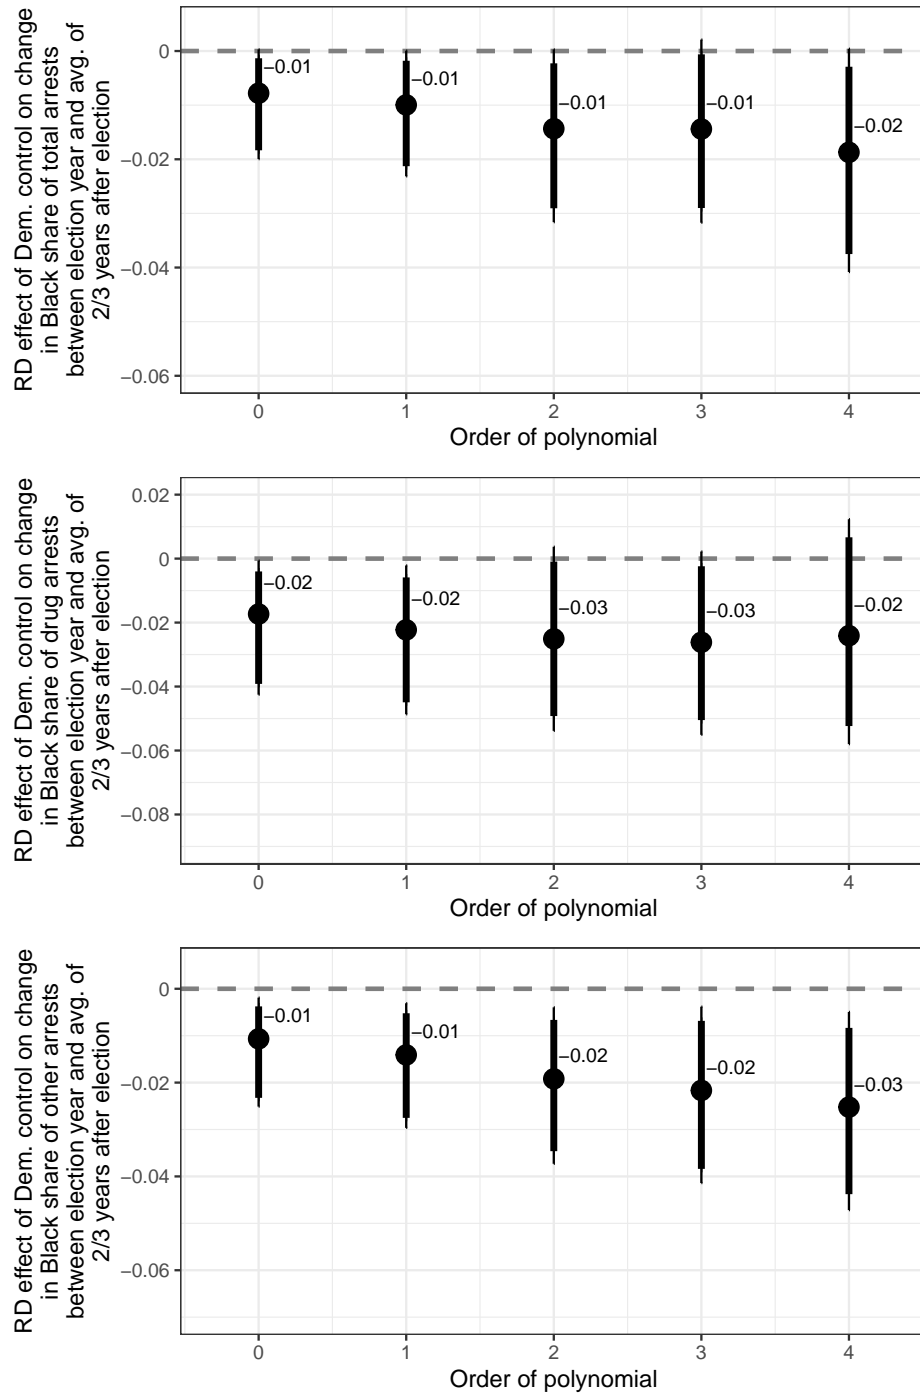 RD effect of Dem. control on change
in Black share of total arrests
between election year and avg. of
2/3 years after election
0
−0.02
−0.04
−0.06
−0.01
−0.01
−0.01
−0.01
−0.02
0
1
2
3
4
Order of polynomial
RD effect of Dem. control on change
in Black share of drug arrests
between election year and avg. of
2/3 years after election
0.02
0
−0.02
−0.04
−0.06
−0.08
−0.02
−0.02
−0.03
−0.03
−0.02
0
1
2
3
4
Order of polynomial
RD effect of Dem. control on change
in Black share of other arrests
between election year and avg. of
2/3 years after election
0
−0.02
−0.04
−0.06
−0.01
−0.01
−0.02
−0.02
−0.03
0
1
2
3
4
Order of polynomial